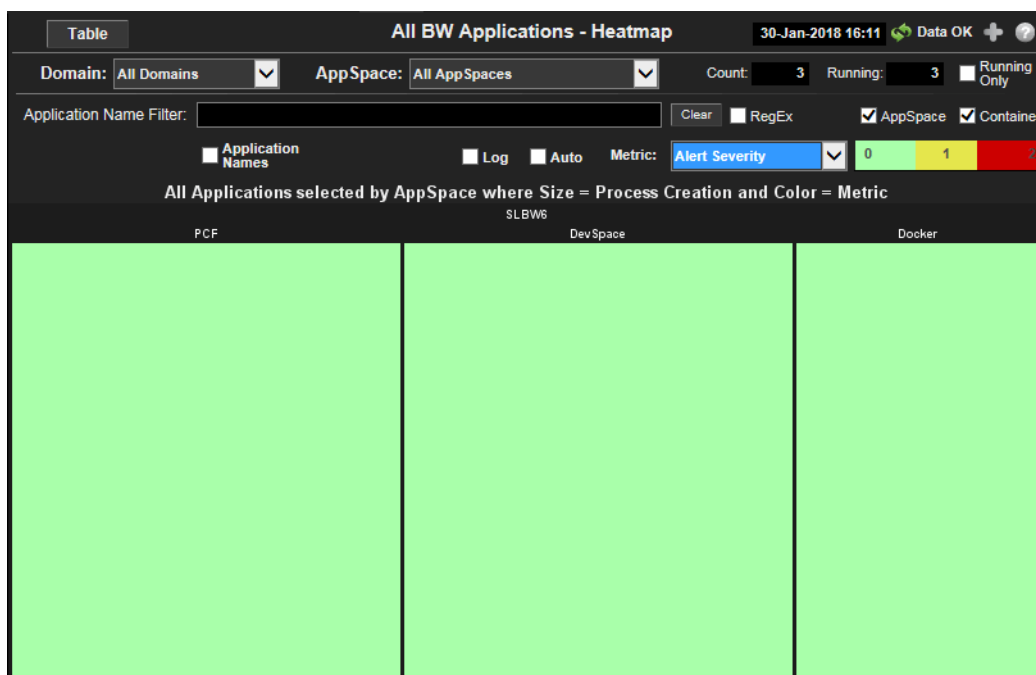 Table All BW Applications - Heatmap 30-Jan-2018 16:11 Data OK
Domain: All Domains AppSpace: All AppSpaces Count: 3 Running: 3 Running Only
Application Name Filter: Clear RegEx AppSpace Containe
Application Names Log Auto Metric: Alert Severity 0 1 2
All Applications selected by AppSpace where Size = Process Creation and Color = Metric
SLBW6
PCF DevSpace Docker